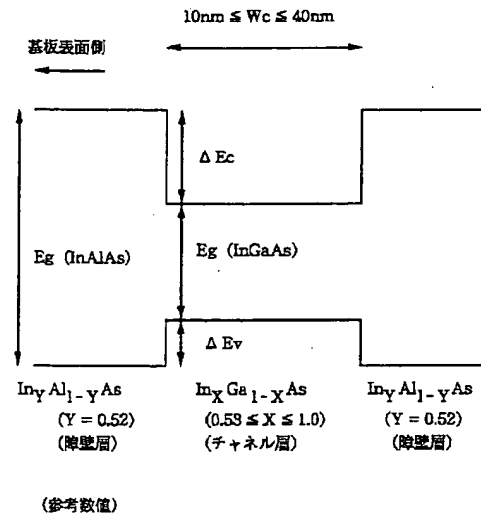 10nm ≦ Wc ≦ 40nm
基板表面側
Δ Ec
Eg (InAlAs)
Eg (InGaAs)
Δ Ev
InYAl1-YAs
(Y = 0.52)
(障壁層)
InXGa1-XAs
(0.53 ≦ X ≦ 1.0)
(チャネル層)
InYAl1-YAs
(Y = 0.52)
(障壁層)
(参考数値)